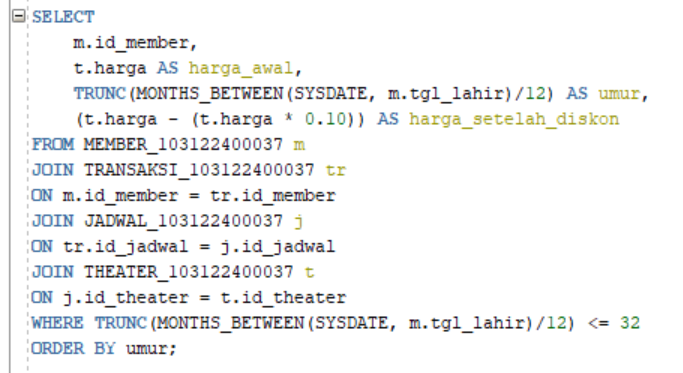 SELECT
    m.id_member,
    t.harga AS harga_awal,
    TRUNC(MONTHS_BETWEEN(SYSDATE, m.tgl_lahir)/12) AS umur,
    (t.harga - (t.harga * 0.10)) AS harga_setelah_diskon
FROM MEMBER_103122400037 m
JOIN TRANSAKSI_103122400037 tr
ON m.id_member = tr.id_member
JOIN JADWAL_103122400037 j
ON tr.id_jadwal = j.id_jadwal
JOIN THEATER_103122400037 t
ON j.id_theater = t.id_theater
WHERE TRUNC(MONTHS_BETWEEN(SYSDATE, m.tgl_lahir)/12) <= 32
ORDER BY umur;